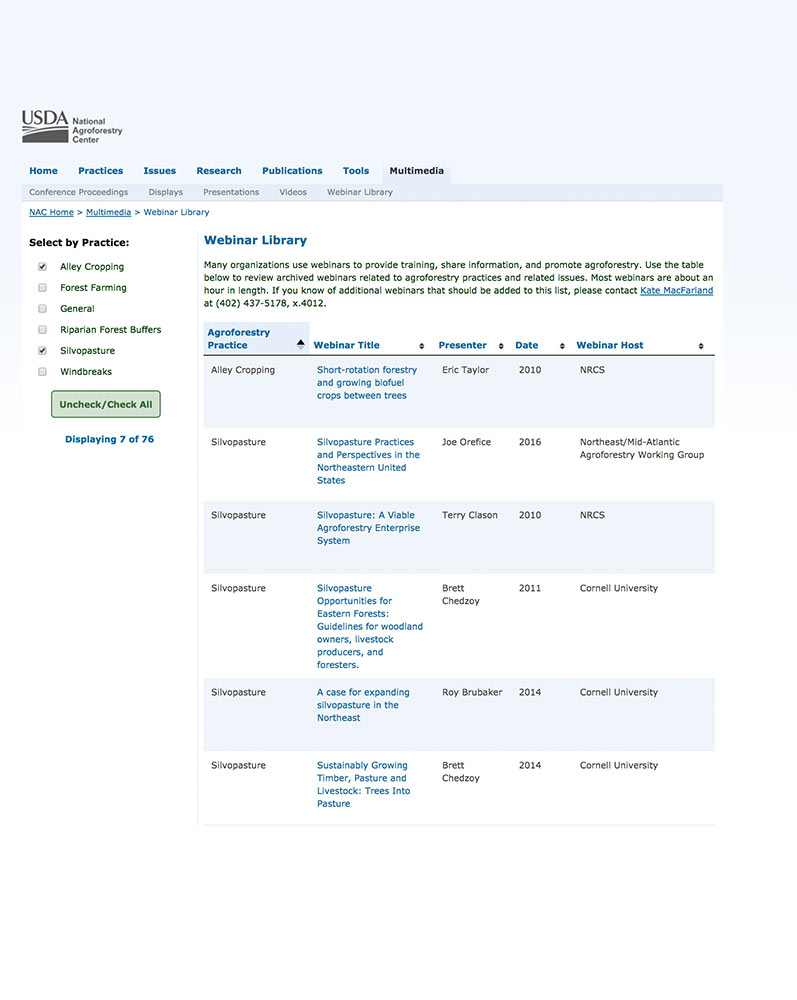 USDA National
Agroforestry
Center
Home Practices Issues Research Publications Tools Multimedia
Conference Proceedings Displays Presentations Videos Webinar Library
NAC Home > Multimedia > Webinar Library
Select by Practice:
Alley Cropping
Forest Farming
General
Riparian Forest Buffers
Silvopasture
Windbreaks
Uncheck/Check All
Displaying 7 of 76
Webinar Library
Many organizations use webinars to provide training, share information, and promote agroforestry. Use the table
below to review archived webinars related to agroforestry practices and related issues. Most webinars are about an
hour in length. If you know of additional webinars that should be added to this list, please contact Kate MacFarland
at (402) 437-5178, x.4012.
Agroforestry
Practice Webinar Title Presenter Date Webinar Host
Alley Cropping Short-rotation forestry Eric Taylor 2010 NRCS
and growing biofuel
crops between trees
Silvopasture Silvopasture Practices Joe Orefice 2016 Northeast/Mid-Atlantic
and Perspectives in the Agroforestry Working Group
Northeastern United
States
Silvopasture Silvopasture: A Viable Terry Clason 2010 NRCS
Agroforestry Enterprise
System
Silvopasture Silvopasture Brett 2011 Cornell University
Opportunities for Chedzoy
Eastern Forests:
Guidelines for woodland
owners, livestock
producers, and
foresters.
Silvopasture A case for expanding Roy Brubaker 2014 Cornell University
silvopasture in the
Northeast
Silvopasture Sustainably Growing Brett 2014 Cornell University
Timber, Pasture and Chedzoy
Livestock: Trees Into
Pasture